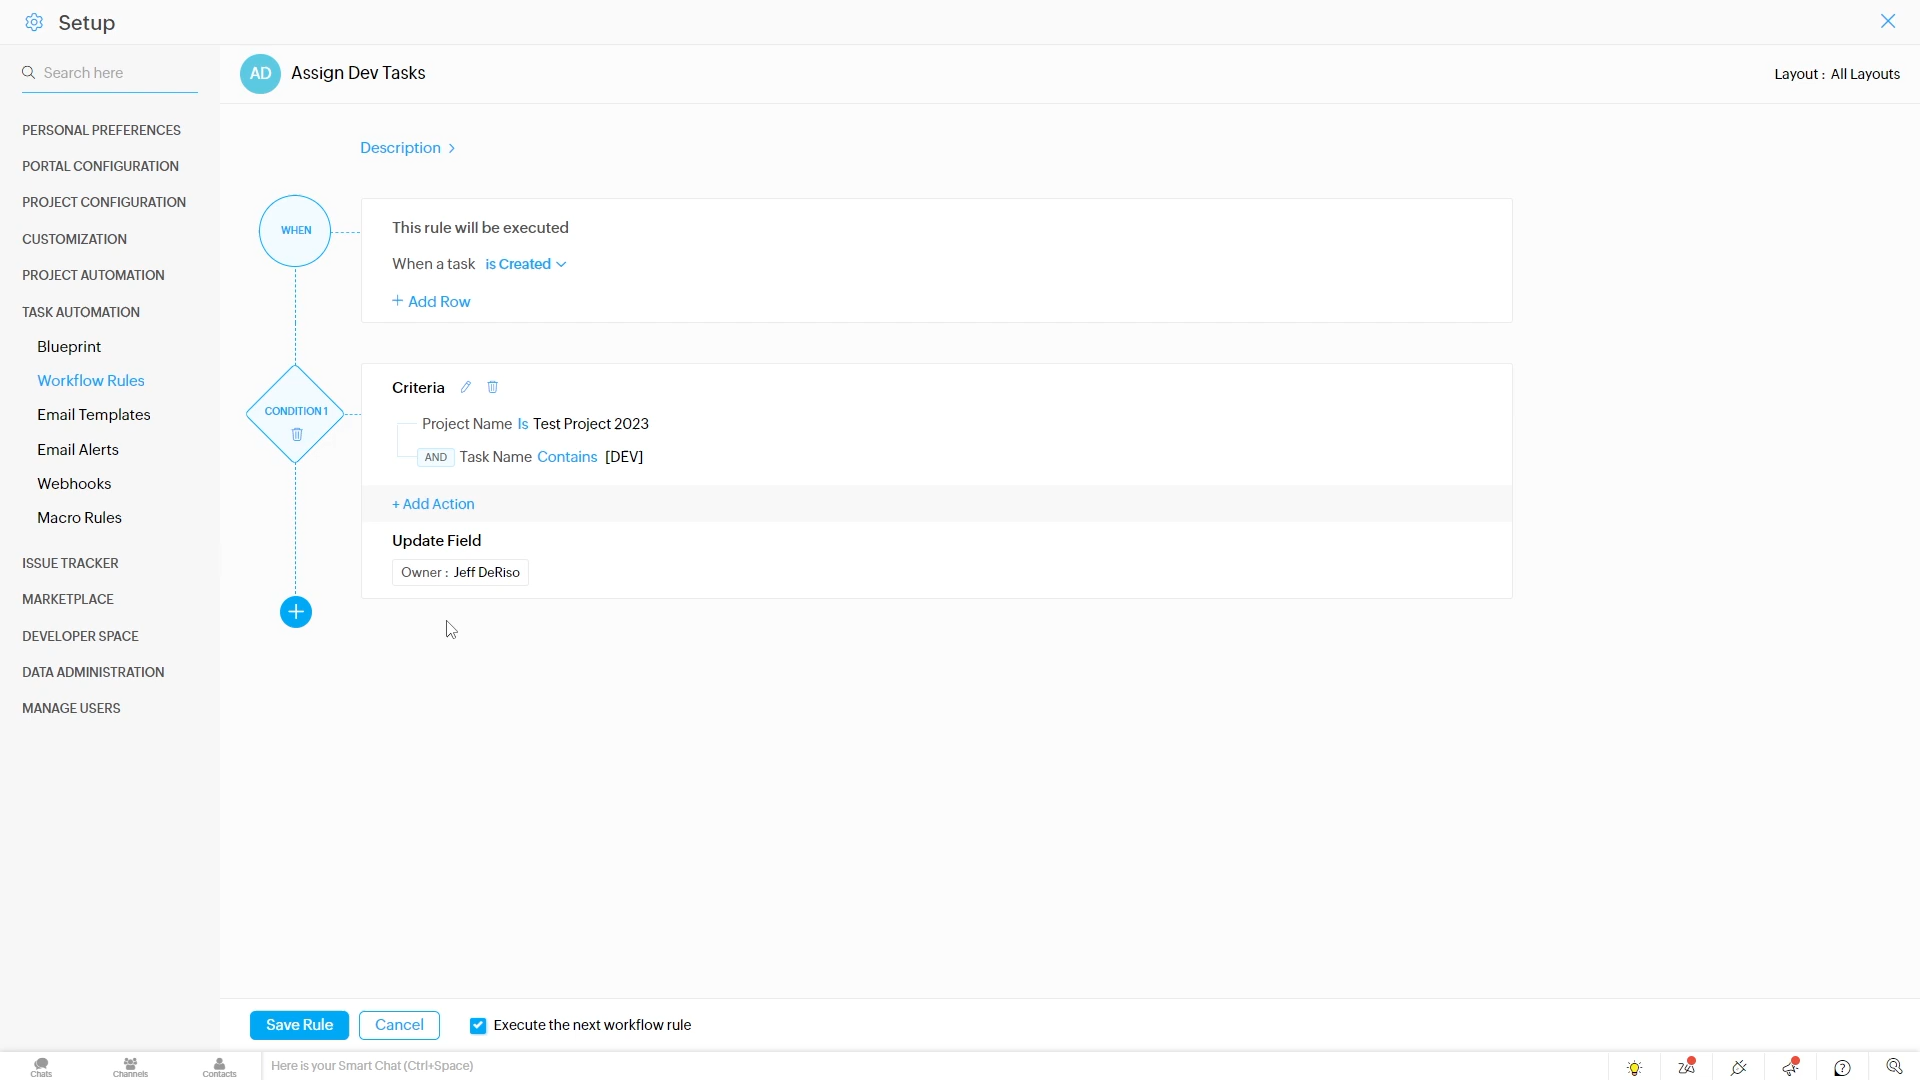 Setup
Search here
AD
Assign Dev Tasks
Layout : All Layouts
PERSONAL PREFERENCES
PORTAL CONFIGURATION
PROJECT CONFIGURATION
CUSTOMIZATION
PROJECT AUTOMATION
TASK AUTOMATION
Blueprint
Workflow Rules
Email Templates
Email Alerts
Webhooks
Macro Rules
ISSUE TRACKER
MARKETPLACE
DEVELOPER SPACE
DATA ADMINISTRATION
MANAGE USERS
Description
WHEN
This rule will be executed
When a task is Created
+ Add Row
CONDITION 1
Criteria
Project Name Is Test Project 2023
AND Task Name Contains [DEV]
+ Add Action
Update Field
Owner : Jeff DeRiso
Save Rule
Cancel
Execute the next workflow rule
Chats
Channels
Contacts
Here is your Smart Chat (Ctrl+Space)